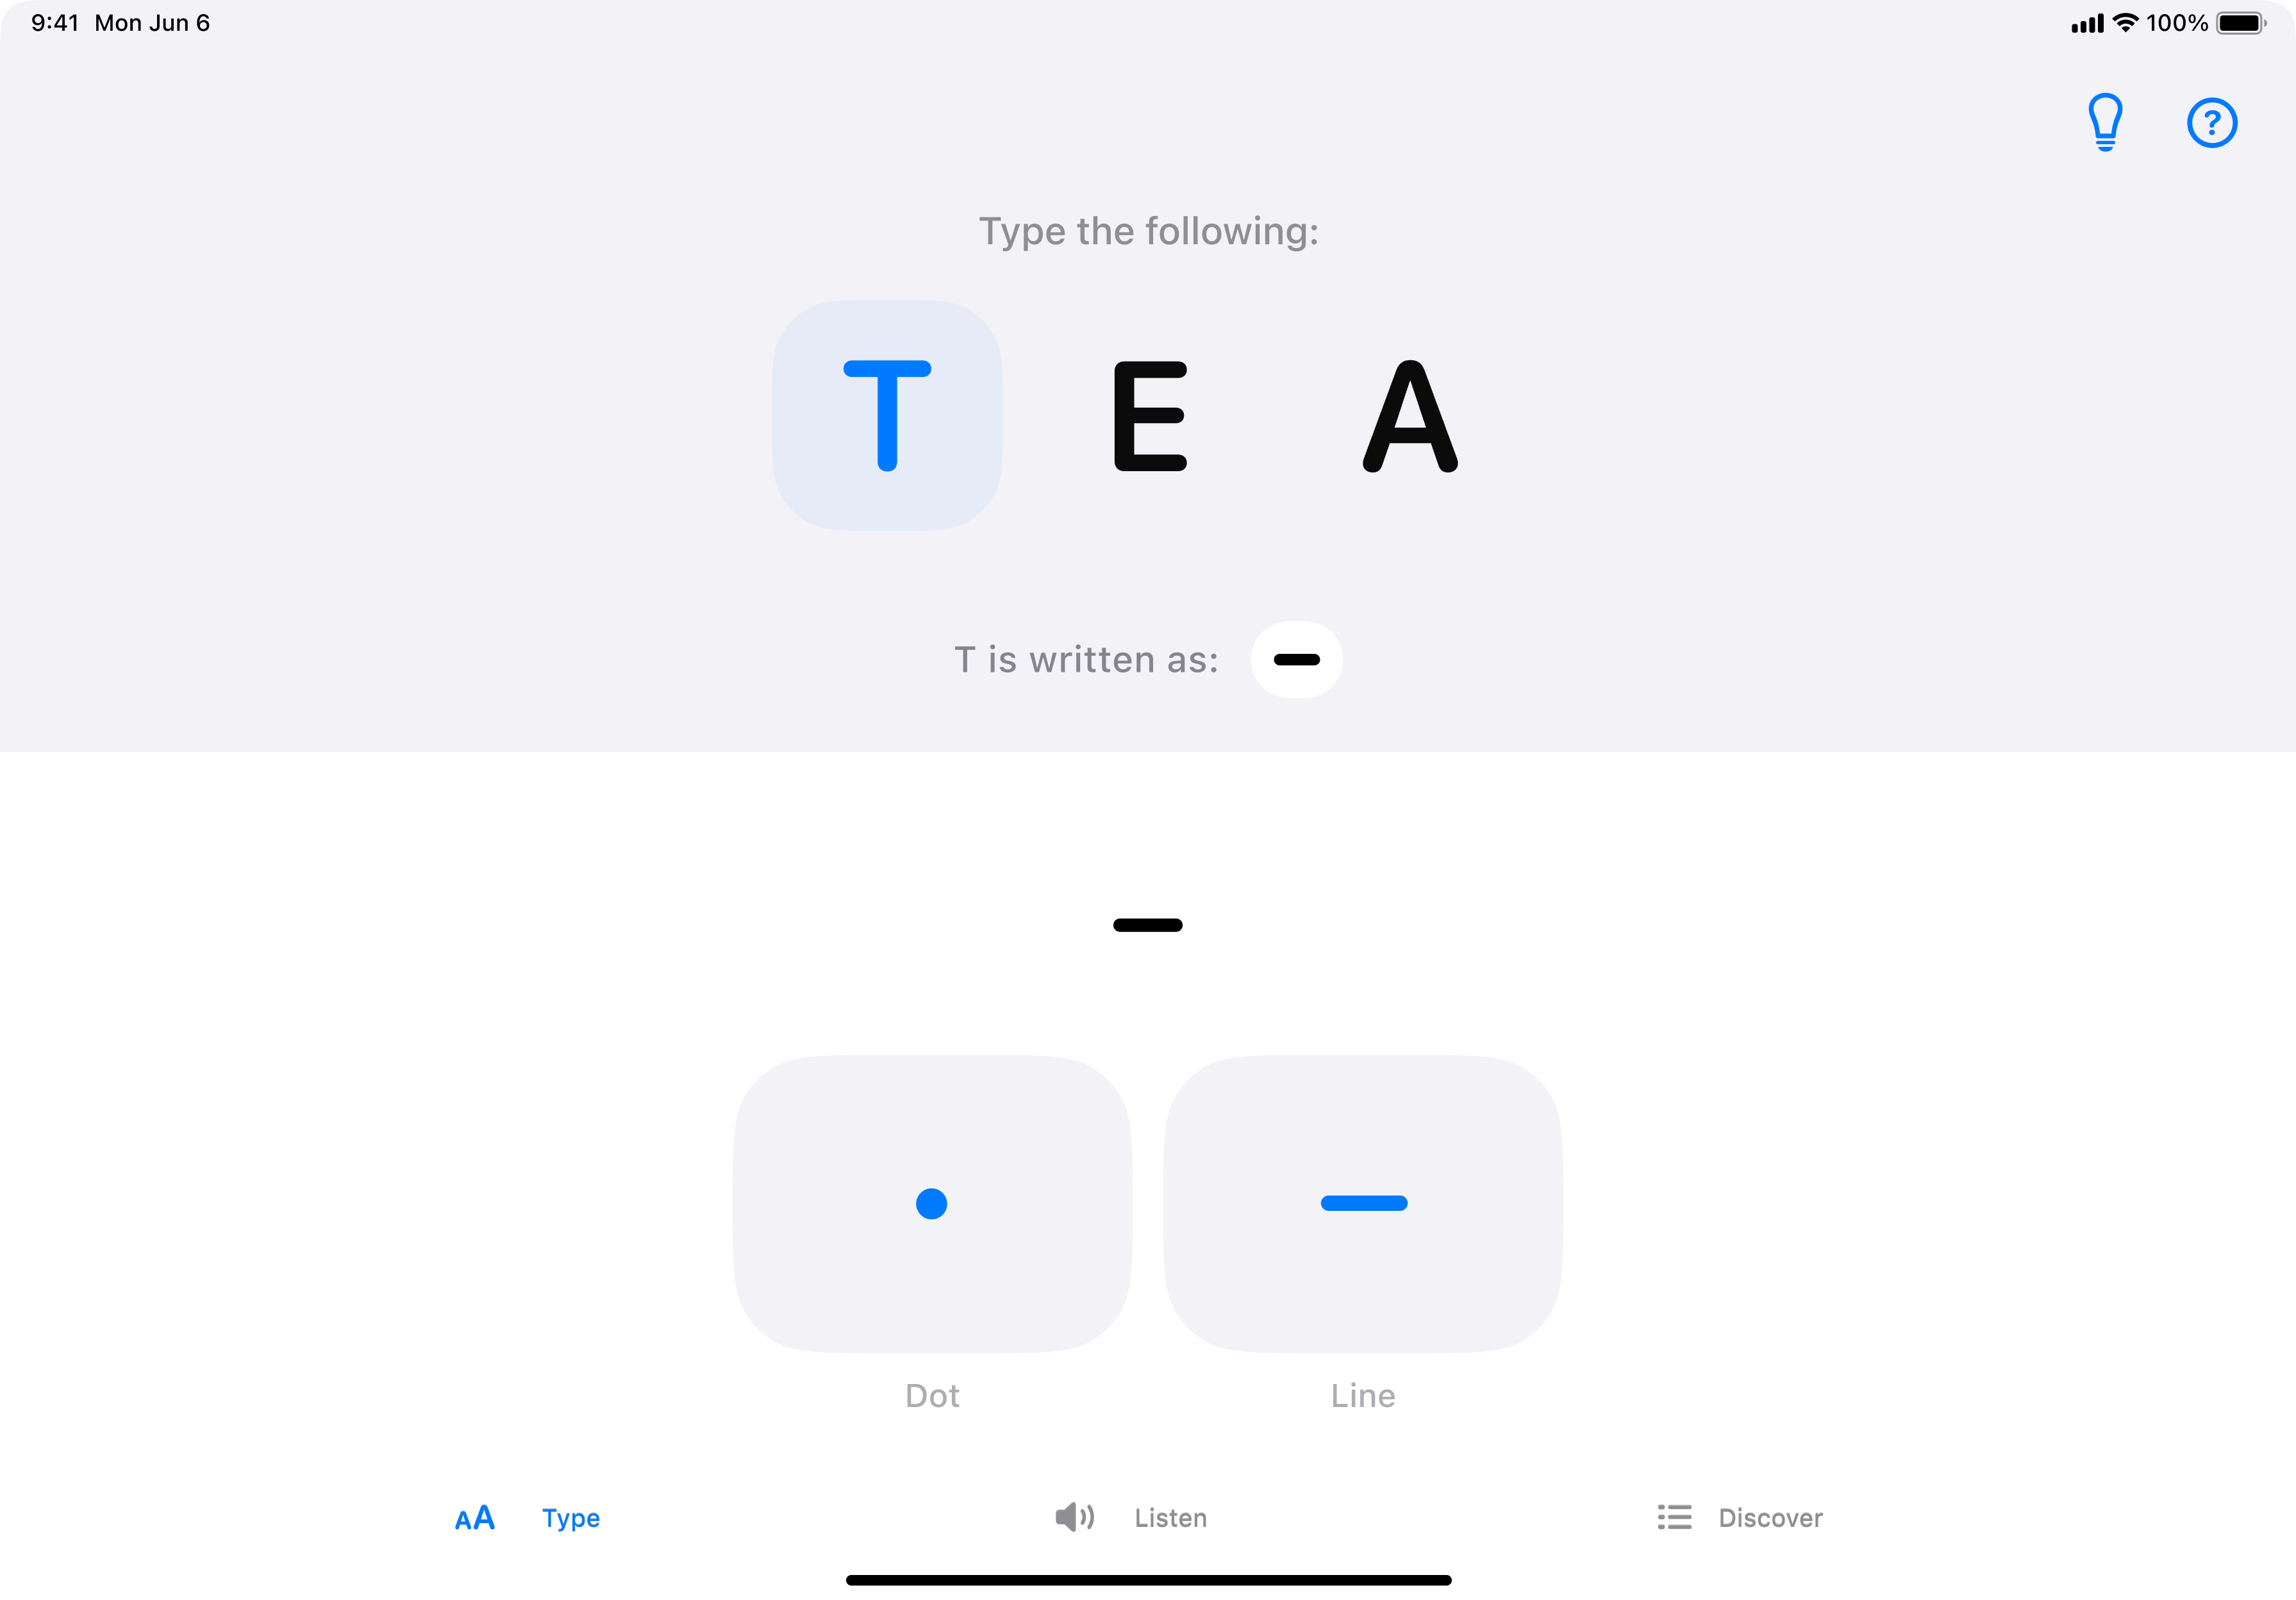 9:41 Mon Jun 6 100%
Type the following:
T E A
T is written as: –
Dot Line
AA Type Listen Discover